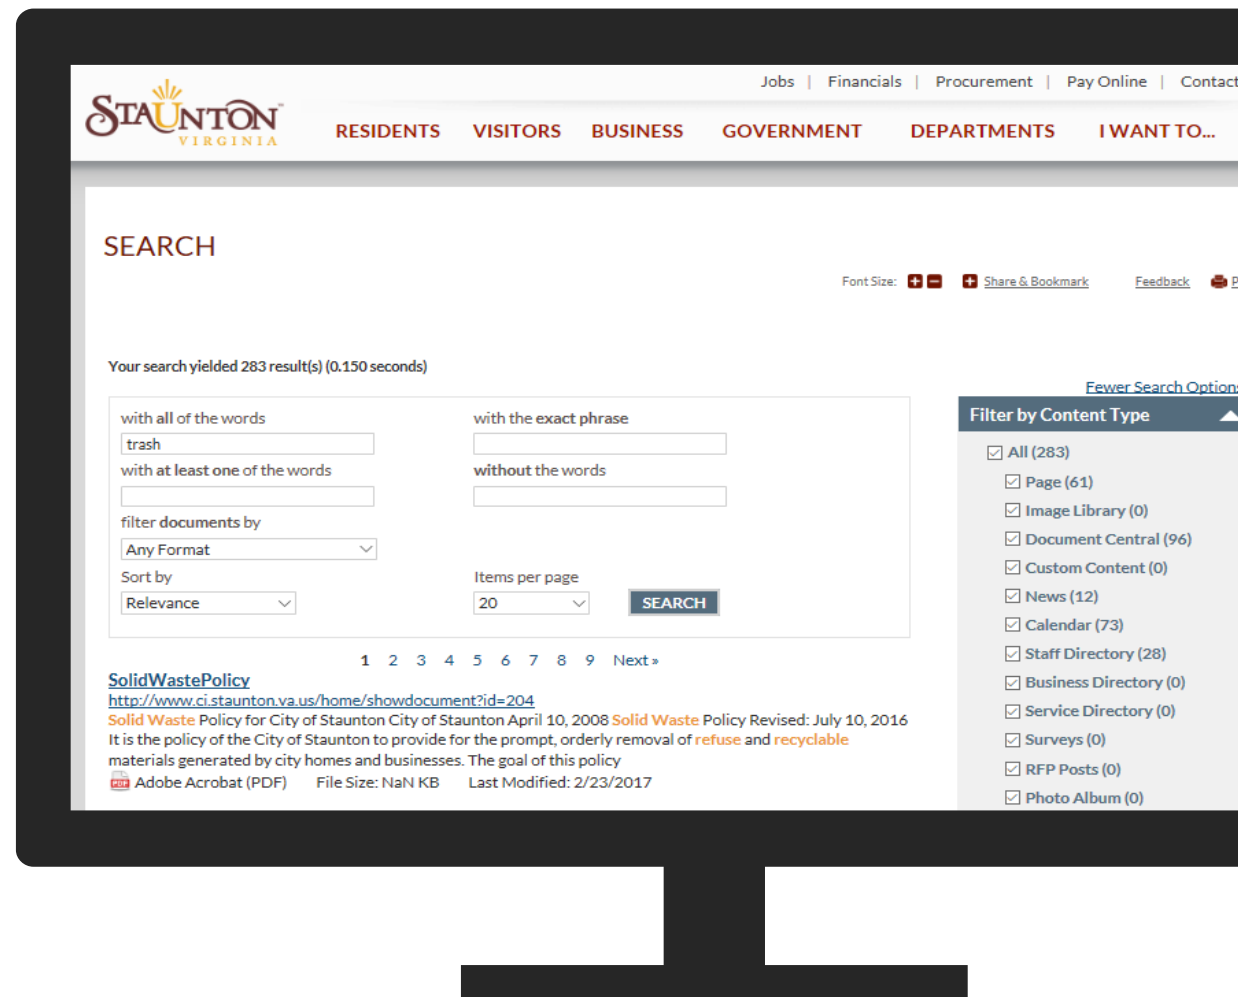 Jobs | Financials | Procurement | Pay Online | Contact
STAUNTON™
VIRGINIA
RESIDENTS VISITORS BUSINESS GOVERNMENT DEPARTMENTS I WANT TO...
SEARCH
Font Size: Share & Bookmark Feedback P
Your search yielded 283 result(s) (0.150 seconds)
Fewer Search Options
with all of the words with the exact phrase
trash
with at least one of the words without the words
filter documents by
Any Format
Sort by Items per page
Relevance 20 SEARCH
1 2 3 4 5 6 7 8 9 Next »
SolidWastePolicy
http://www.ci.staunton.va.us/home/showdocument?id=204
Solid Waste Policy for City of Staunton City of Staunton April 10, 2008 Solid Waste Policy Revised: July 10, 2016
It is the policy of the City of Staunton to provide for the prompt, orderly removal of refuse and recyclable
materials generated by city homes and businesses. The goal of this policy
PDF Adobe Acrobat (PDF) File Size: NaN KB Last Modified: 2/23/2017
Filter by Content Type
All (283)
Page (61)
Image Library (0)
Document Central (96)
Custom Content (0)
News (12)
Calendar (73)
Staff Directory (28)
Business Directory (0)
Service Directory (0)
Surveys (0)
RFP Posts (0)
Photo Album (0)